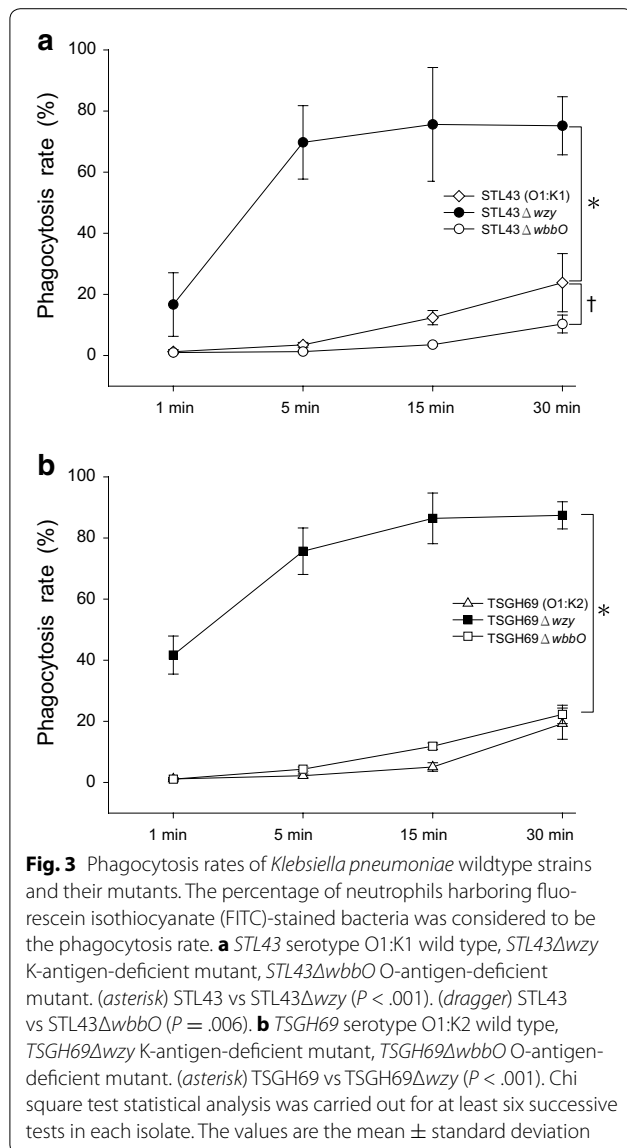 a
100
80
60
40
20
0
Phagocytosis rate (%)
STL43 (O1:K1)
STL43Δwzy
STL43ΔwbbO
*
†
1 min 5 min 15 min 30 min
b
100
80
60
40
20
0
Phagocytosis rate (%)
TSGH69 (O1:K2)
TSGH69Δwzy
TSGH69ΔwbbO
*
1 min 5 min 15 min 30 min
Fig. 3 Phagocytosis rates of Klebsiella pneumoniae wildtype strains
and their mutants. The percentage of neutrophils harboring fluo-
rescein isothiocyanate (FITC)-stained bacteria was considered to be
the phagocytosis rate. a STL43 serotype O1:K1 wild type, STL43Δwzy
K-antigen-deficient mutant, STL43ΔwbbO O-antigen-deficient
mutant. (asterisk) STL43 vs STL43Δwzy (P < .001). (dragger) STL43
vs STL43ΔwbbO (P = .006). b TSGH69 serotype O1:K2 wild type,
TSGH69Δwzy K-antigen-deficient mutant, TSGH69ΔwbbO O-antigen-
deficient mutant. (asterisk) TSGH69 vs TSGH69Δwzy (P < .001). Chi
square test statistical analysis was carried out for at least six successive
tests in each isolate. The values are the mean ± standard deviation